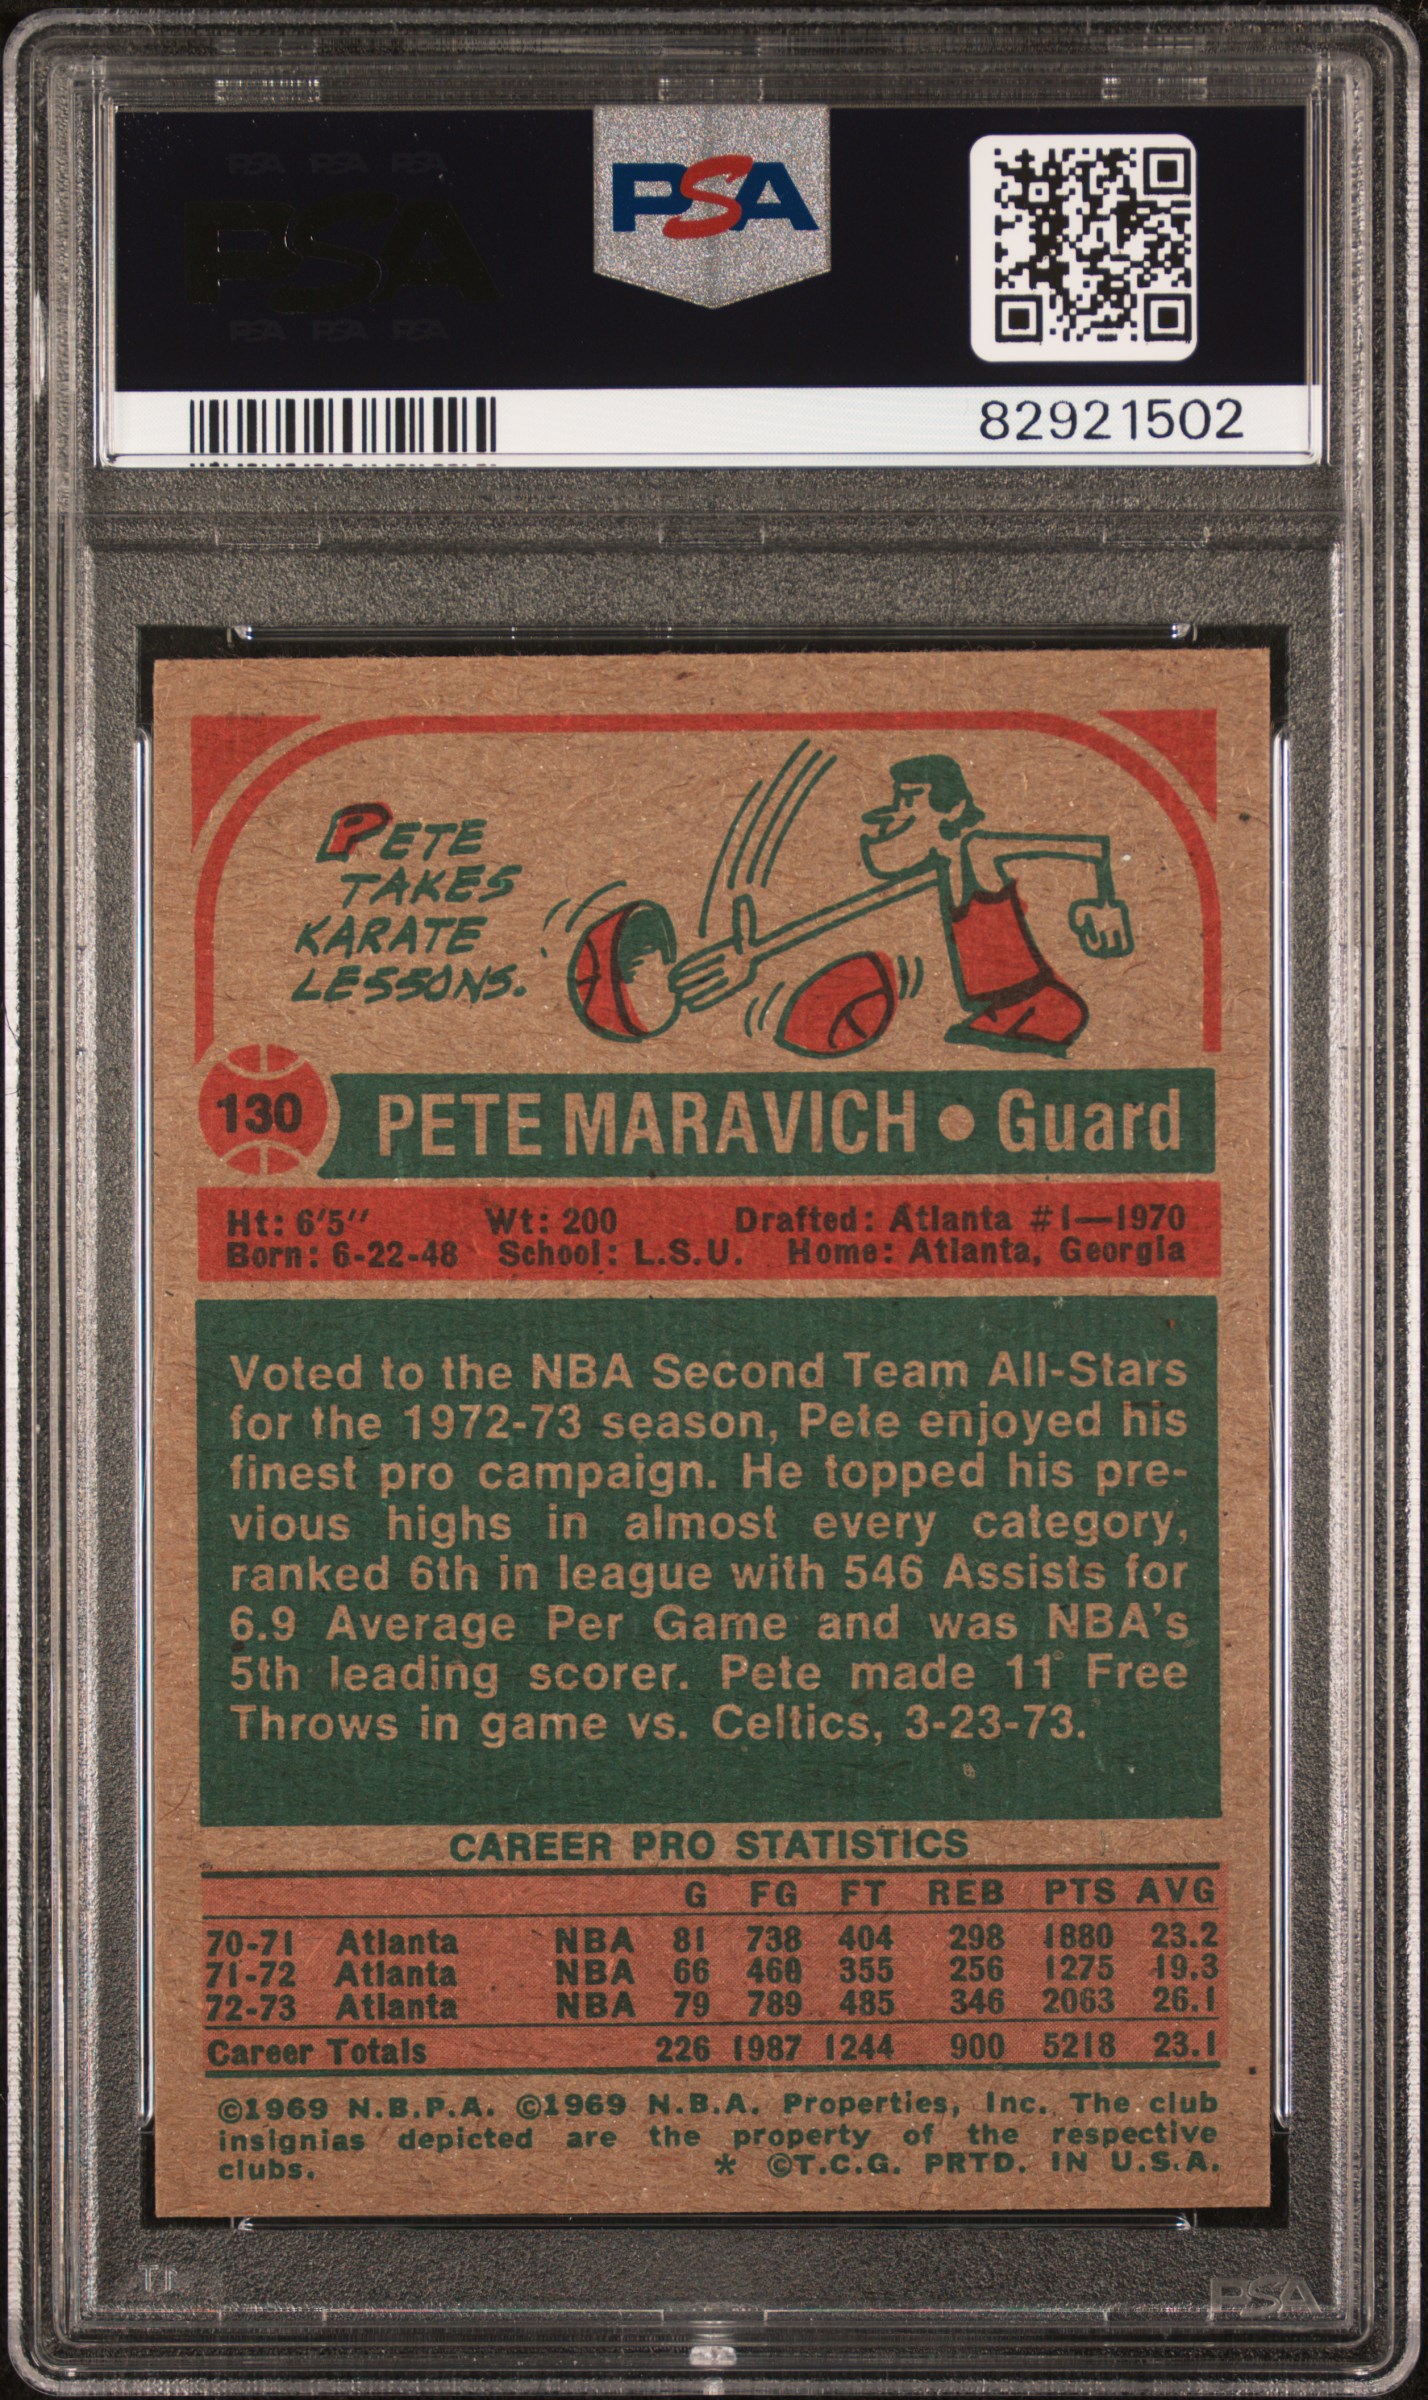 PSA PSA PSA
PSA
PSA PSA PSA
PSA
82921502
PETE
TAKES
KARATE
LESSONS.
130 PETE MARAVICH • Guard
Ht: 6'5" Wt: 200 Drafted: Atlanta #1—1970
Born: 6-22-48 School: L.S.U. Home: Atlanta, Georgia
Voted to the NBA Second Team All-Stars
for the 1972-73 season, Pete enjoyed his
finest pro campaign. He topped his pre-
vious highs in almost every category,
ranked 6th in league with 546 Assists for
6.9 Average Per Game and was NBA's
5th leading scorer. Pete made 11 Free
Throws in game vs. Celtics, 3-23-73.
CAREER PRO STATISTICS
G FG FT REB PTS AVG
70-71 Atlanta NBA 81 738 404 298 1880 23.2
71-72 Atlanta NBA 66 460 355 256 1275 19.3
72-73 Atlanta NBA 79 789 485 346 2063 26.1
Career Totals 226 1987 1244 900 5218 23.1
©1969 N.B.P.A. ©1969 N.B.A. Properties, Inc. The club
insignias depicted are the property of the respective
clubs. * ©T.C.G. PRTD. IN U.S.A.
PSA